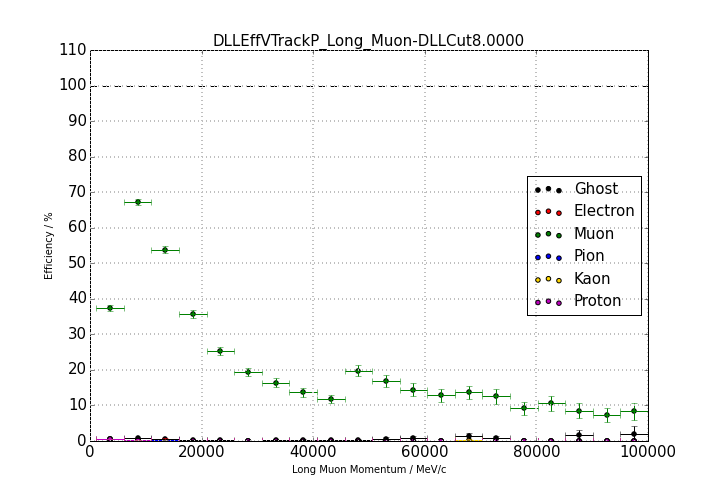 DLLEffVTrackP_Long_Muon-DLLCut8.0000
110
100
90
80
70
60
50
40
30
20
10
0
Efficiency / %
Ghost
Electron
Muon
Pion
Kaon
Proton
0 20000 40000 60000 80000 100000
Long Muon Momentum / MeV/c